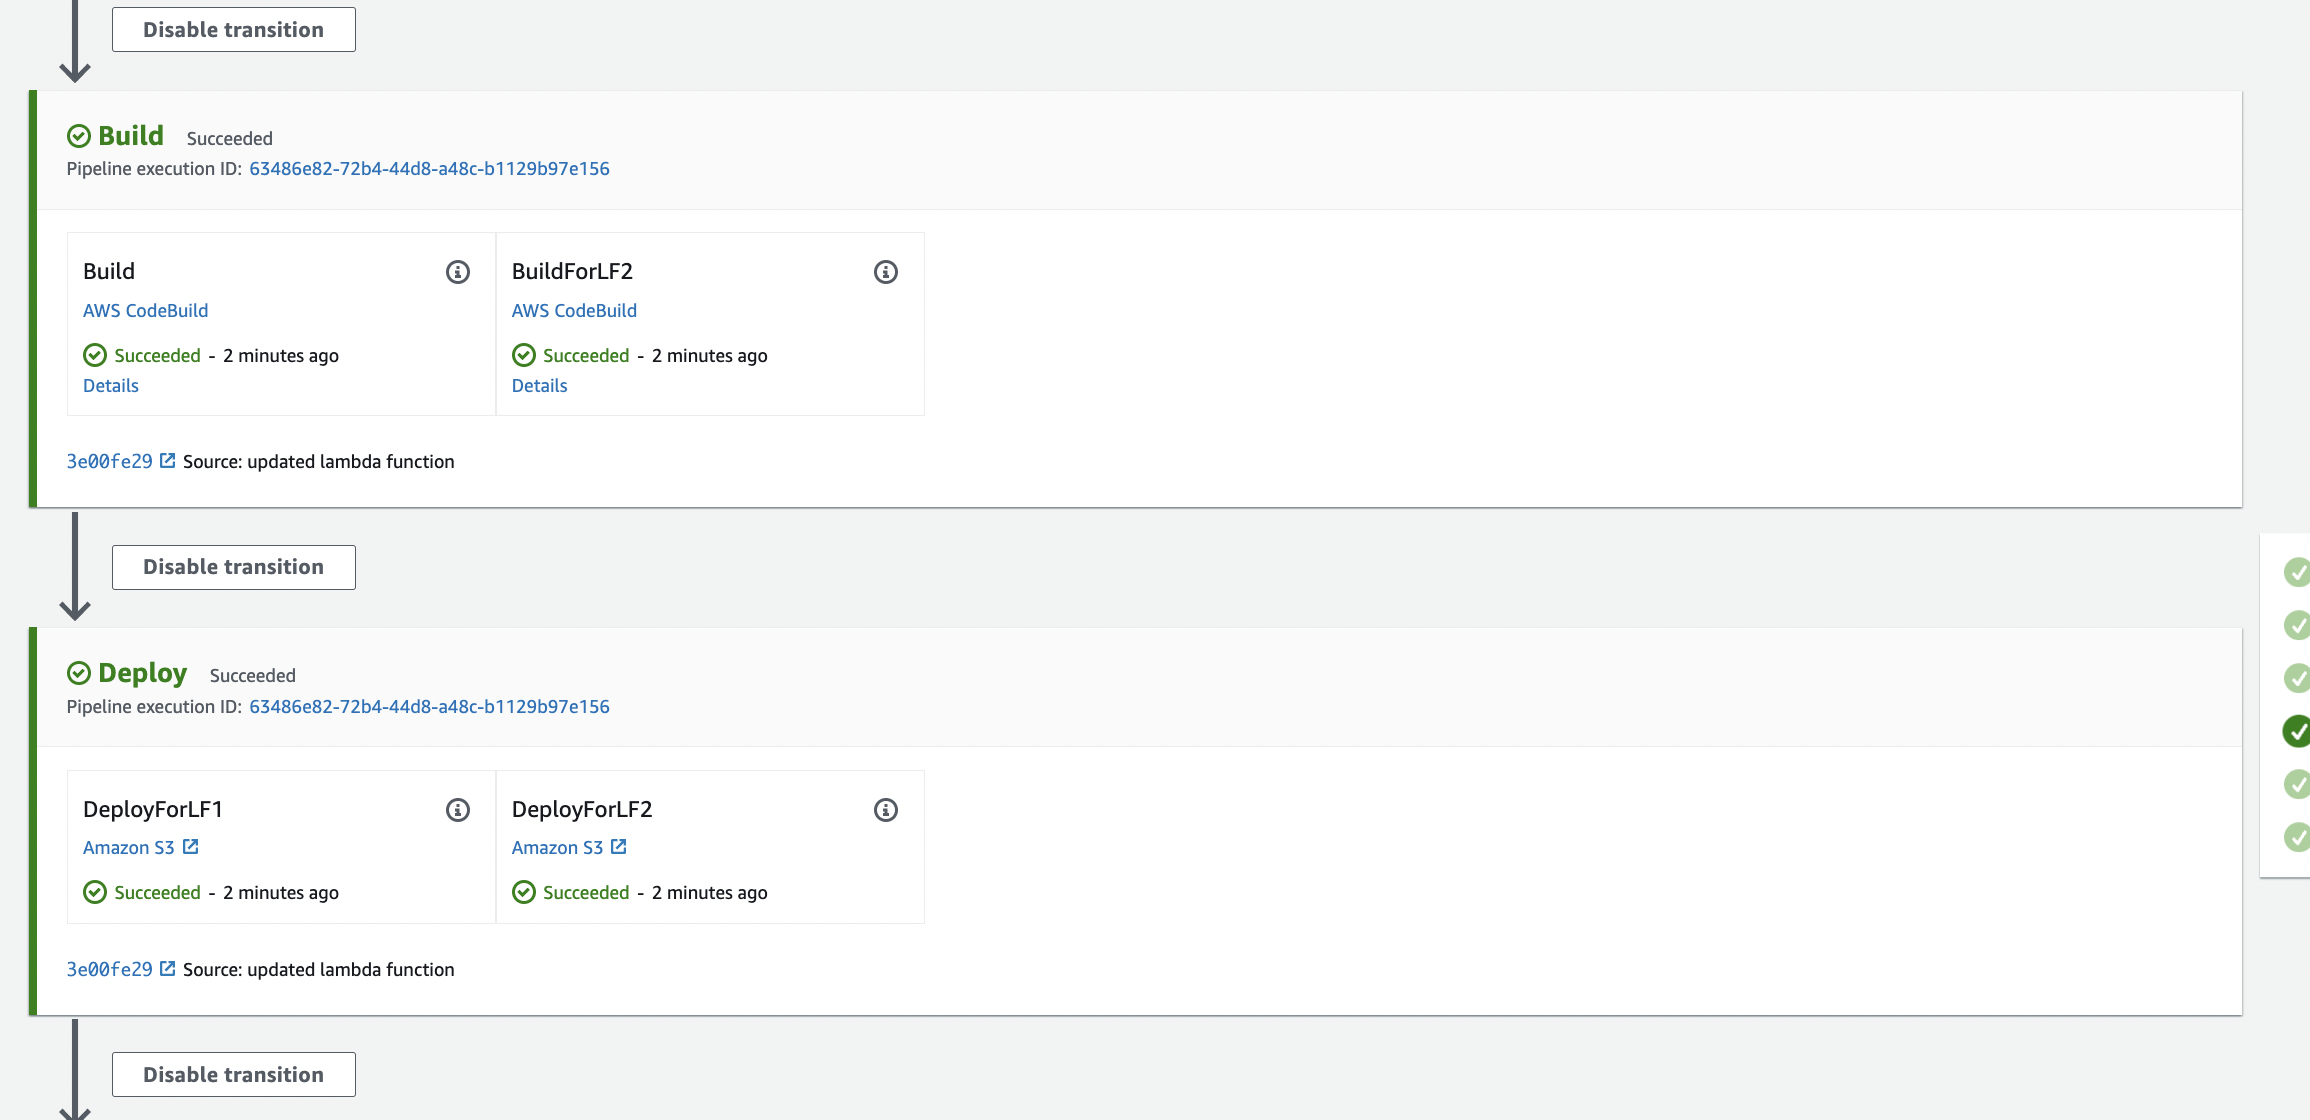 Disable transition
Build Succeeded
Pipeline execution ID: 63486e82-72b4-44d8-a48c-b1129b97e156
Build
AWS CodeBuild
Succeeded - 2 minutes ago
Details
BuildForLF2
AWS CodeBuild
Succeeded - 2 minutes ago
Details
3e00fe29 Source: updated lambda function
Disable transition
Deploy Succeeded
Pipeline execution ID: 63486e82-72b4-44d8-a48c-b1129b97e156
DeployForLF1
Amazon S3
Succeeded - 2 minutes ago
DeployForLF2
Amazon S3
Succeeded - 2 minutes ago
3e00fe29 Source: updated lambda function
Disable transition